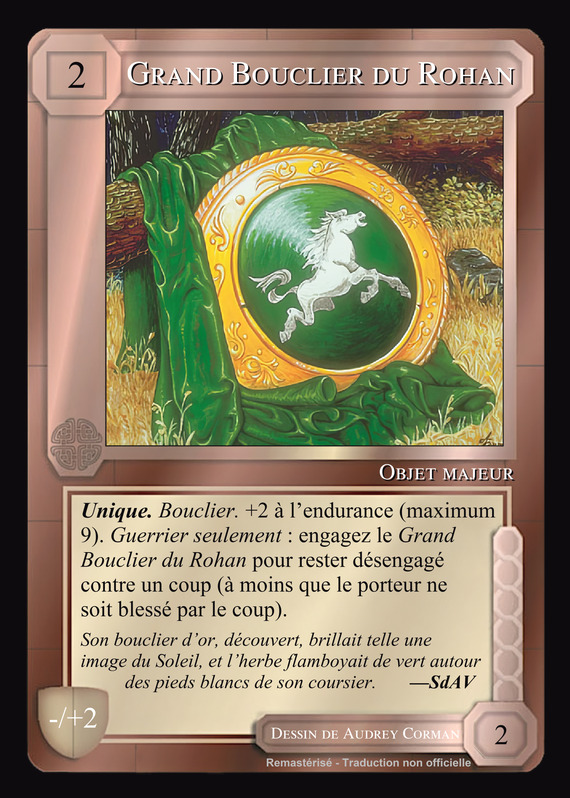 2
Grand Bouclier du Rohan
Objet majeur
Unique. Bouclier. +2 à l'endurance (maximum
9). Guerrier seulement : engagez le Grand
Bouclier du Rohan pour rester désengagé
contre un coup (à moins que le porteur ne
soit blessé par le coup).
Son bouclier d'or, découvert, brillait telle une
image du Soleil, et l'herbe flamboyait de vert autour
des pieds blancs de son coursier. —SdAV
-/+2
Dessin de Audrey Corman
2
Remastérisé - Traduction non officielle